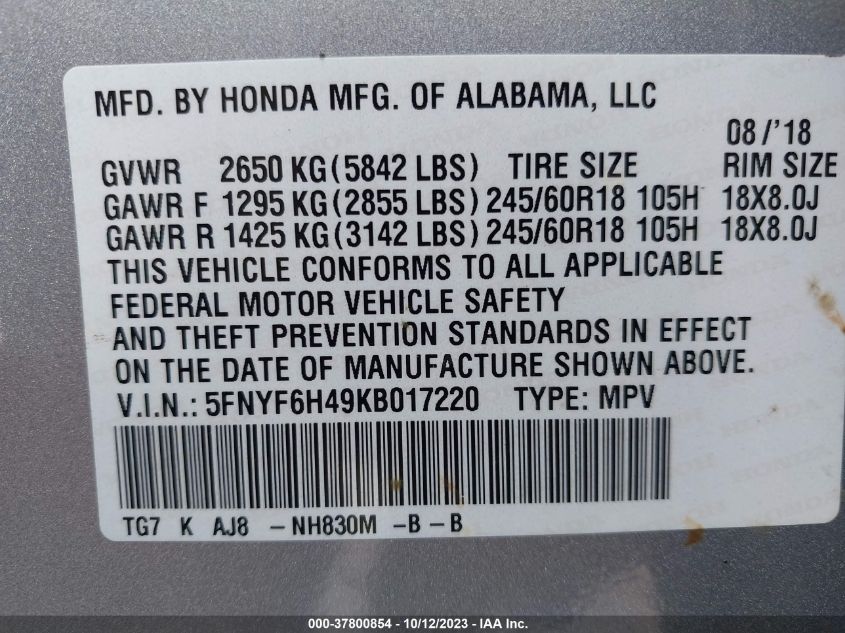 MFD. BY HONDA MFG. OF ALABAMA, LLC
08/'18
GVWR 2650 KG(5842 LBS) TIRE SIZE RIM SIZE
GAWR F 1295 KG(2855 LBS) 245/60R18 105H 18X8.0J
GAWR R 1425 KG(3142 LBS) 245/60R18 105H 18X8.0J
THIS VEHICLE CONFORMS TO ALL APPLICABLE
FEDERAL MOTOR VEHICLE SAFETY
AND THEFT PREVENTION STANDARDS IN EFFECT
ON THE DATE OF MANUFACTURE SHOWN ABOVE.
V.I.N.: 5FNYF6H49KB017220 TYPE: MPV
TG7 K AJ8 -NH830M -B-B
000-37800854 - 10/12/2023 - IAA Inc.